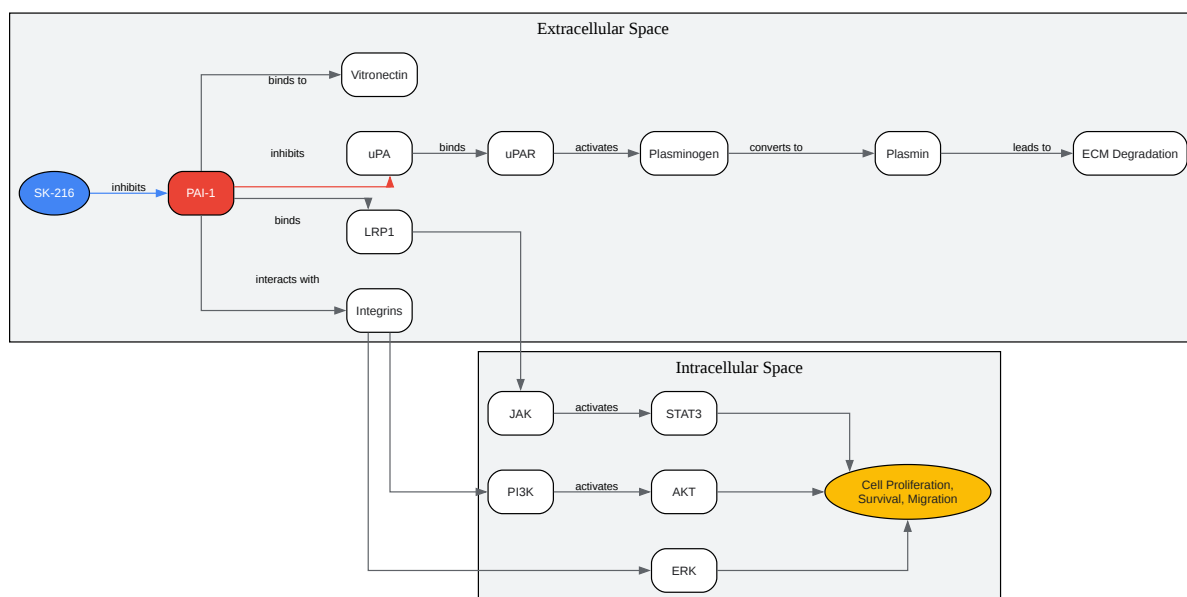 Extracellular Space
binds to
Vitronectin
inhibits
uPA
binds
uPAR
activates
Plasminogen
converts to
Plasmin
leads to
ECM Degradation
SK-216
inhibits
PAI-1
binds
LRP1
interacts with
Integrins
Intracellular Space
JAK
activates
STAT3
PI3K
activates
AKT
Cell Proliferation,
Survival, Migration
ERK